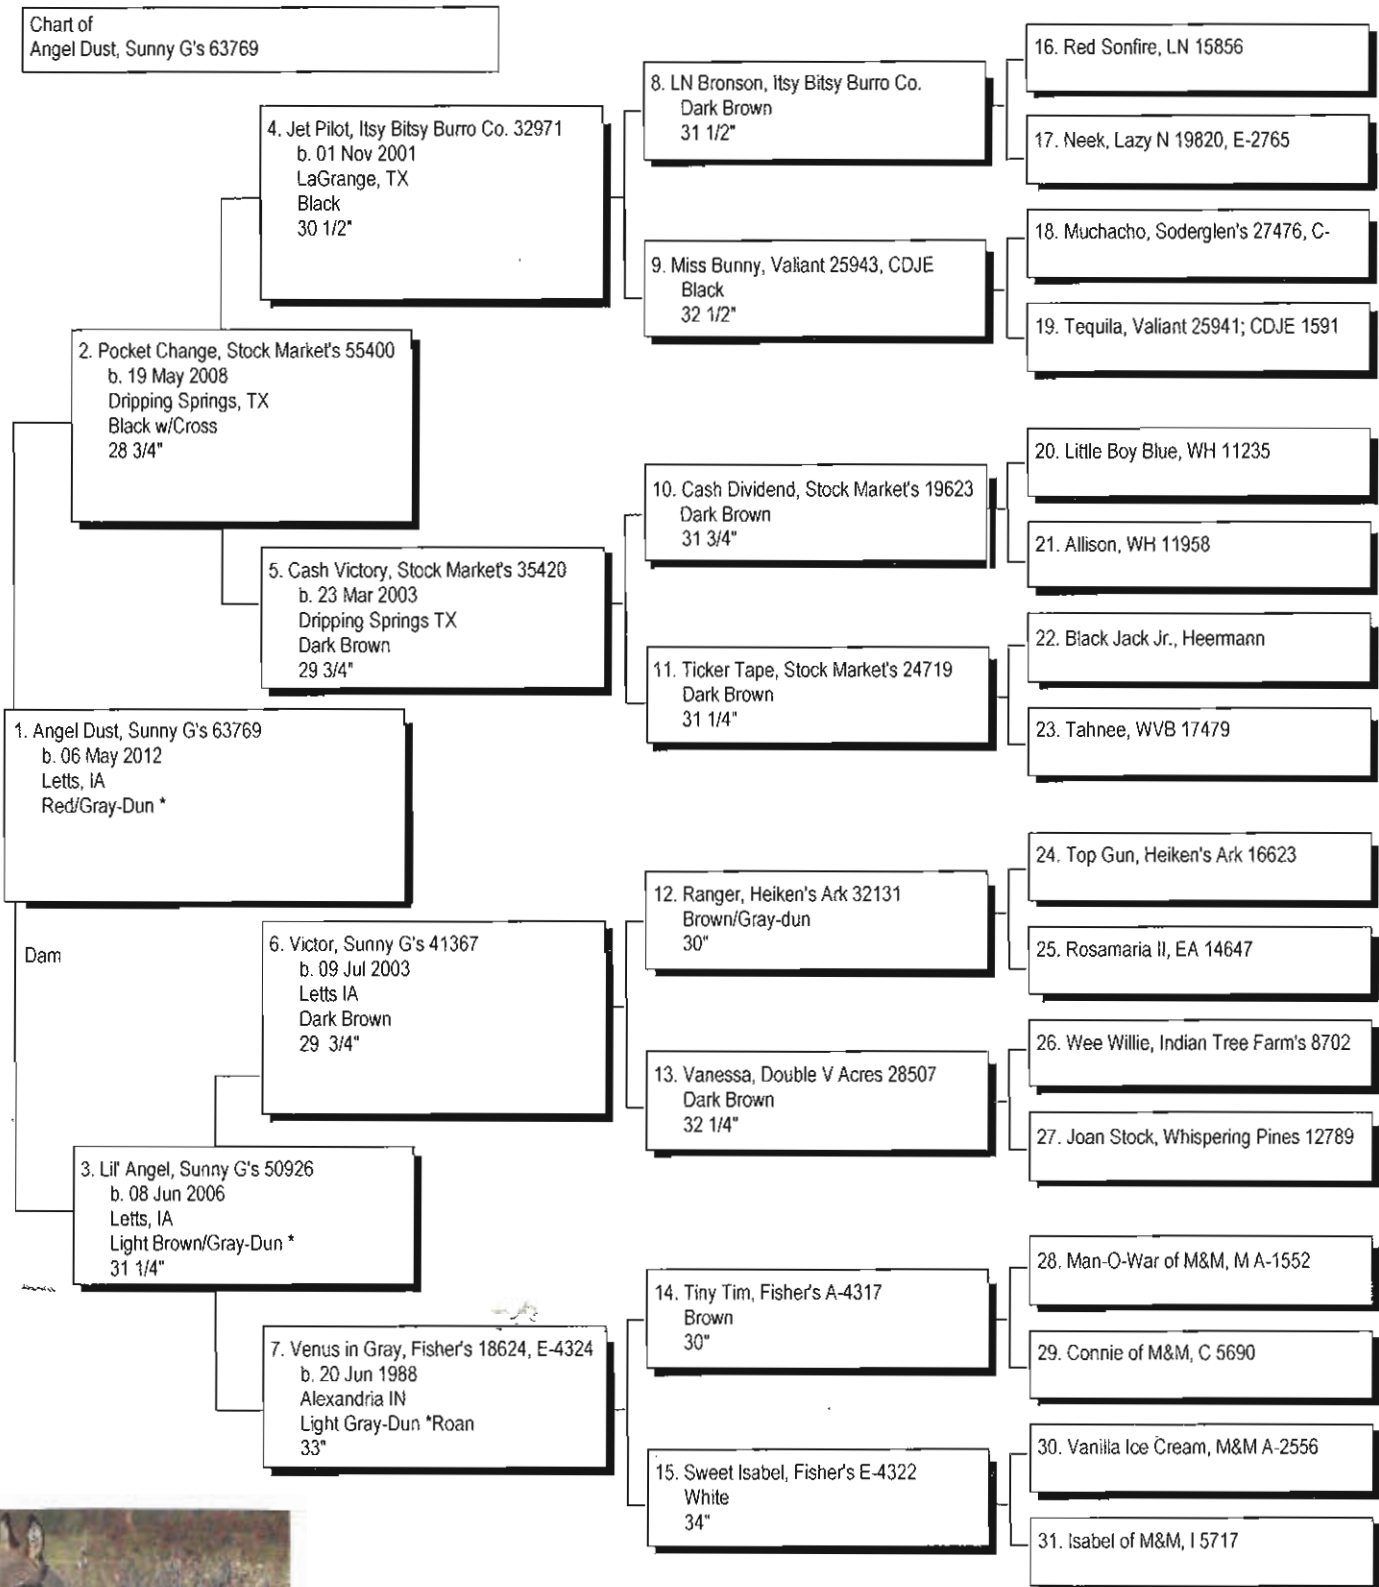 Chart of
Angel Dust, Sunny G's 63769
1. Angel Dust, Sunny G's 63769
b. 06 May 2012
Letts, IA
Red/Gray-Dun *
Dam
2. Pocket Change, Stock Market's 55400
b. 19 May 2008
Dripping Springs, TX
Black w/Cross
28 3/4"
3. Lil' Angel, Sunny G's 50926
b. 08 Jun 2006
Letts, IA
Light Brown/Gray-Dun *
31 1/4"
4. Jet Pilot, Itsy Bitsy Burro Co. 32971
b. 01 Nov 2001
LaGrange, TX
Black
30 1/2"
5. Cash Victory, Stock Market's 35420
b. 23 Mar 2003
Dripping Springs TX
Dark Brown
29 3/4"
6. Victor, Sunny G's 41367
b. 09 Jul 2003
Letts IA
Dark Brown
29 3/4"
7. Venus in Gray, Fisher's 18624, E-4324
b. 20 Jun 1988
Alexandria IN
Light Gray-Dun *Roan
33"
8. LN Bronson, Itsy Bitsy Burro Co.
Dark Brown
31 1/2"
9. Miss Bunny, Valiant 25943, CDJE
Black
32 1/2"
10. Cash Dividend, Stock Market's 19623
Dark Brown
31 3/4"
11. Ticker Tape, Stock Market's 24719
Dark Brown
31 1/4"
12. Ranger, Heiken's Ark 32131
Brown/Gray-dun
30"
13. Vanessa, Double V Acres 28507
Dark Brown
32 1/4"
14. Tiny Tim, Fisher's A-4317
Brown
30"
15. Sweet Isabel, Fisher's E-4322
White
34"
16. Red Sonfire, LN 15856
17. Neek, Lazy N 19820, E-2765
18. Muchacho, Soderglen's 27476, C-
19. Tequila, Valiant 25941; CDJE 1591
20. Little Boy Blue, WH 11235
21. Allison, WH 11958
22. Black Jack Jr., Heermann
23. Tahnee, WVB 17479
24. Top Gun, Heiken's Ark 16623
25. Rosamaria II, EA 14647
26. Wee Willie, Indian Tree Farm's 8702
27. Joan Stock, Whispering Pines 12789
28. Man-O-War of M&M, M A-1552
29. Connie of M&M, C 5690
30. Vanilla Ice Cream, M&M A-2556
31. Isabel of M&M, I 5717